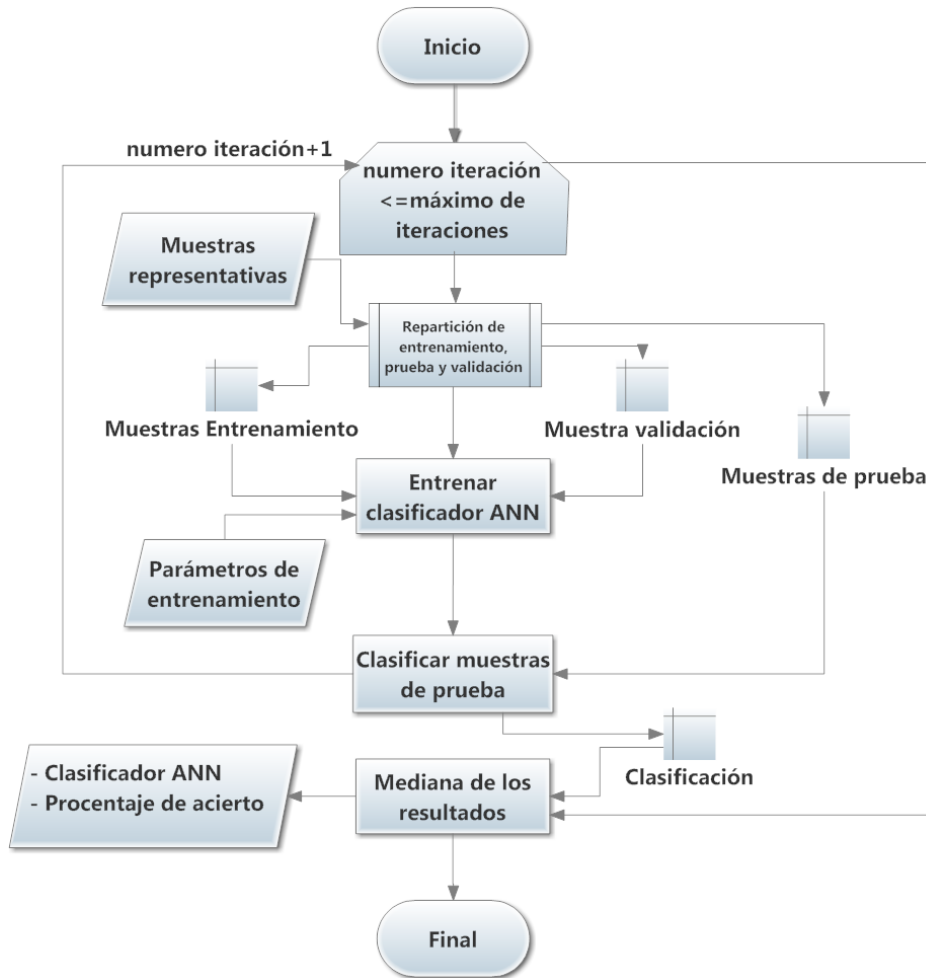 Inicio
numero iteración+1
numero iteración
<=máximo de
iteraciones
Muestras
representativas
Repartición de
entrenamiento,
prueba y validación
Muestras Entrenamiento
Muestra validación
Muestras de prueba
Entrenar
clasificador ANN
Parámetros de
entrenamiento
Clasificar muestras
de prueba
Clasificación
- Clasificador ANN
- Procentaje de acierto
Mediana de los
resultados
Final